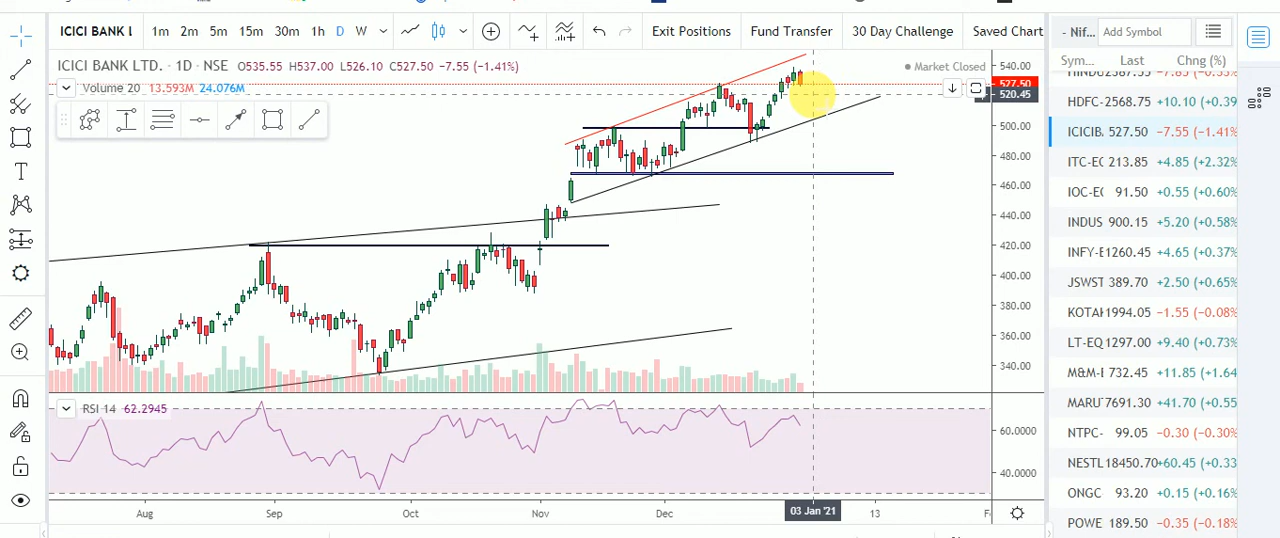 ICICI BANK L 1m 2m 5m 15m 30m 1h D W Exit Positions Fund Transfer 30 Day Challenge Saved Chart
- Nif... Add Symbol
Sym... Last Chng (%)
ICICI BANK LTD. · 1D · NSE O535.55 H537.00 L526.10 C527.50 -7.55 (-1.41%)
Market Closed
Volume 20 13.593M 24.076M
540.00
527.50
520.45
500.00
480.00
460.00
440.00
420.00
400.00
380.00
360.00
340.00
RSI 14 62.2945
60.0000
40.0000
Aug Sep Oct Nov Dec 03 Jan '21 13
HDFC- 2568.75 +10.10 (+0.39
ICICIB. 527.50 −7.55 (−1.41%
ITC-E 213.85 +4.85 (+2.32%
IOC-E 91.50 +0.55 (+0.60%
INDUS 900.15 +5.20 (+0.58%
INFY-E 1260.45 +4.65 (+0.37%
JSWST 389.70 +2.50 (+0.65%
KOTA 1994.05 −1.55 (−0.08%
LT-EQ 1297.00 +9.40 (+0.73%
M&M-I 732.45 +11.85 (+1.64
MARU 7691.30 +41.70 (+0.55
NTPC- 99.05 −0.30 (−0.30%
NESTL 18450.70 +60.45 (+0.33
ONGC 93.20 +0.15 (+0.16%
POWE 189.50 −0.35 (−0.18%